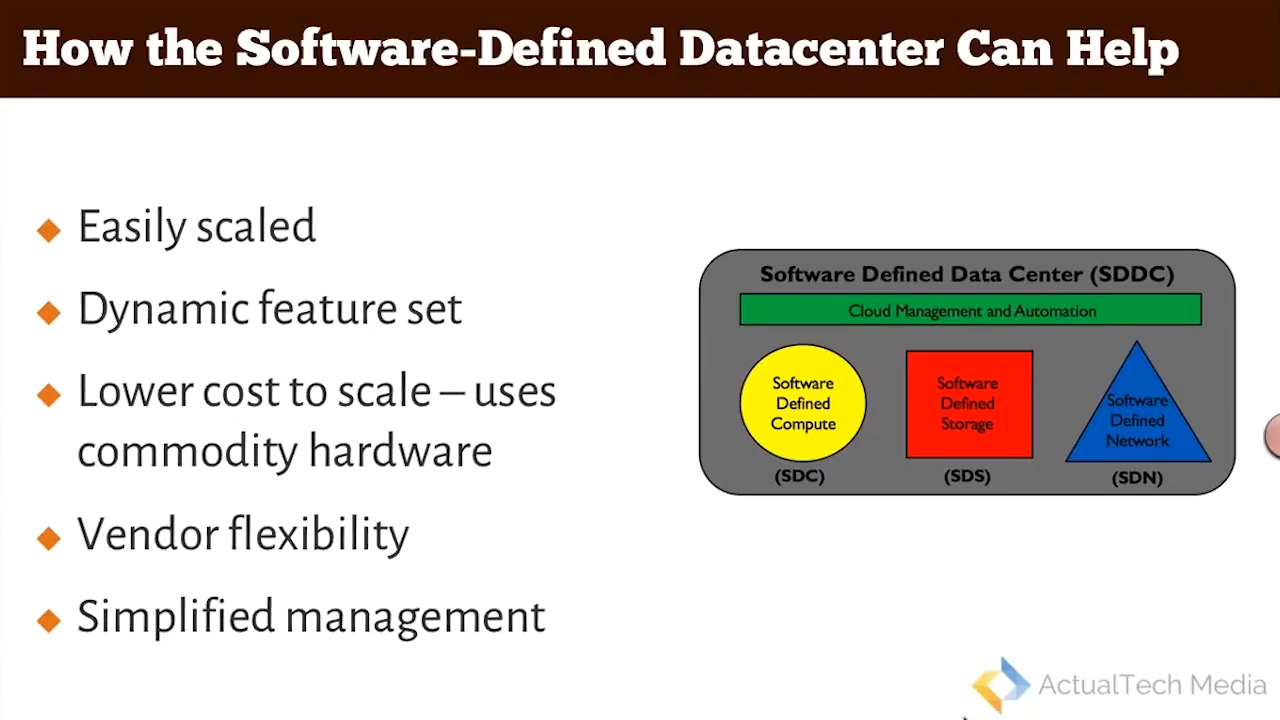 How the Software-Defined Datacenter Can Help
Easily scaled
Dynamic feature set
Lower cost to scale – uses
commodity hardware
Vendor flexibility
Simplified management
Software Defined Data Center (SDDC)
Cloud Management and Automation
Software
Defined
Compute
(SDC)
Software
Defined
Storage
(SDS)
Software
Defined
Network
(SDN)
ActualTech Media